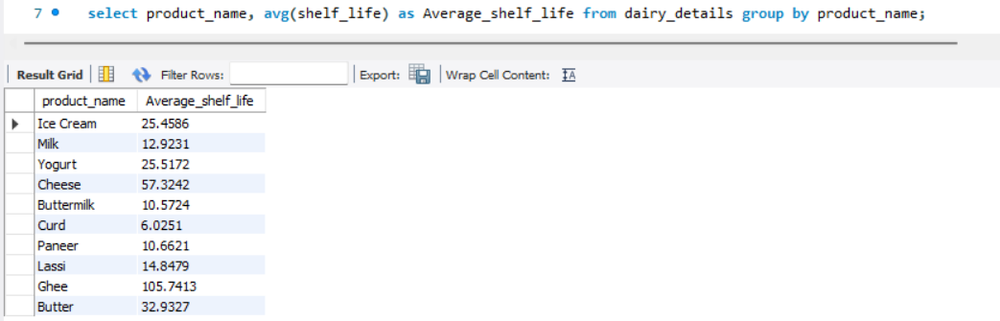 7 select product_name, avg(shelf_life) as Average_shelf_life from dairy_details group by product_name;
Result Grid Filter Rows: Export: Wrap Cell Content:
product_name Average_shelf_life
Ice Cream 25.4586
Milk 12.9231
Yogurt 25.5172
Cheese 57.3242
Buttermilk 10.5724
Curd 6.0251
Paneer 10.6621
Lassi 14.8479
Ghee 105.7413
Butter 32.9327